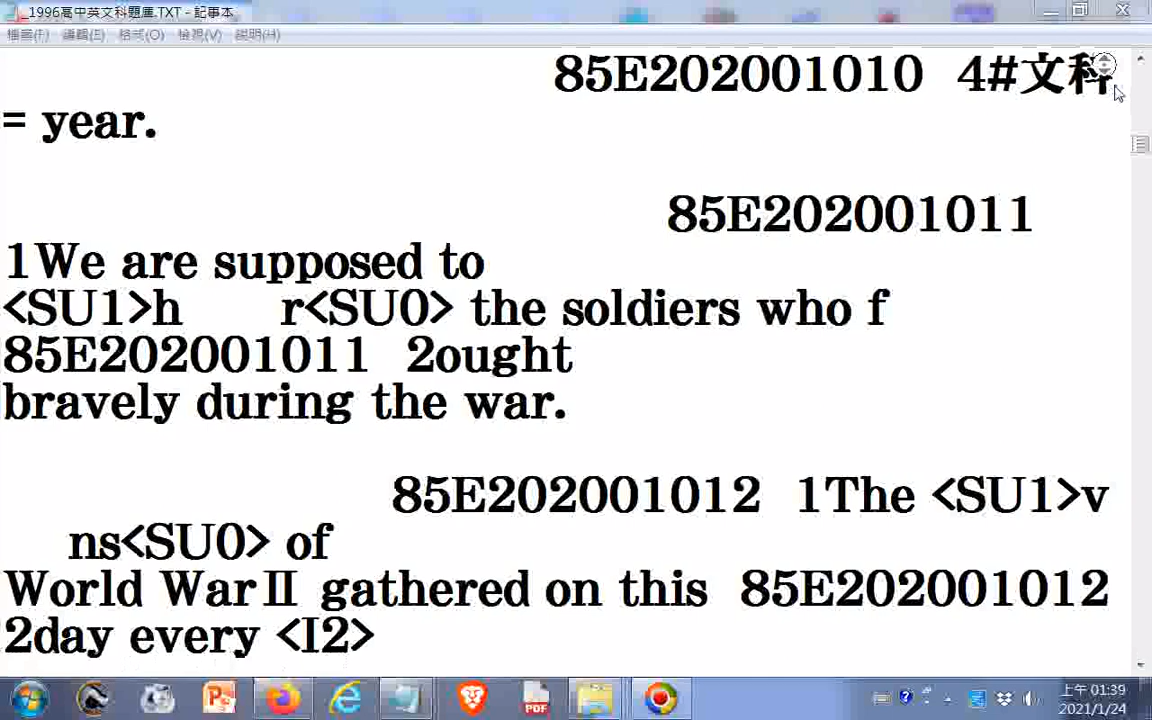 _1996高中英文科題庫.TXT - 記事本
檔案(F) 編輯(E) 格式(O) 檢視(V) 說明(H)
85E202001010 4#文科
= year.
85E202001011
1We are supposed to
<SU1>h r<SU0> the soldiers who f
85E202001011 2ought
bravely during the war.
85E202001012 1The <SU1>v
ns<SU0> of
World WarⅡ gathered on this 85E202001012
2day every <I2>
PDF
上午 01:39
2021/1/24